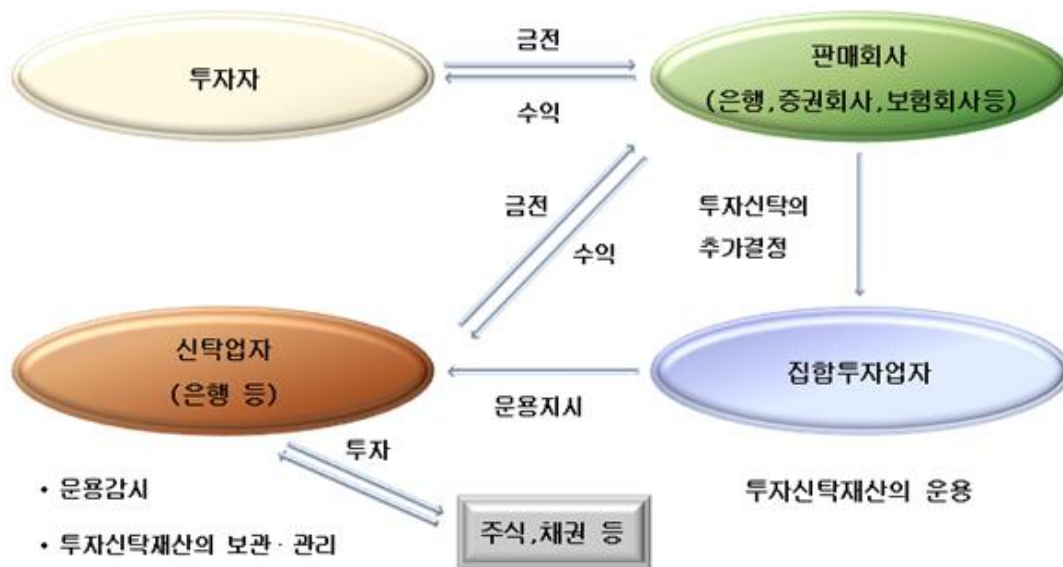 금전
투자자
판매회사
(은행,증권회사,보험회사등)
수익
금전
투자신탁의
추가결정
수익
신탁업자
(은행 등)
집합투자업자
문용지시
투자
• 문용감시
투자신탁재산의 운용
주식,채권 등
• 투자신탁재산의 보관·관리